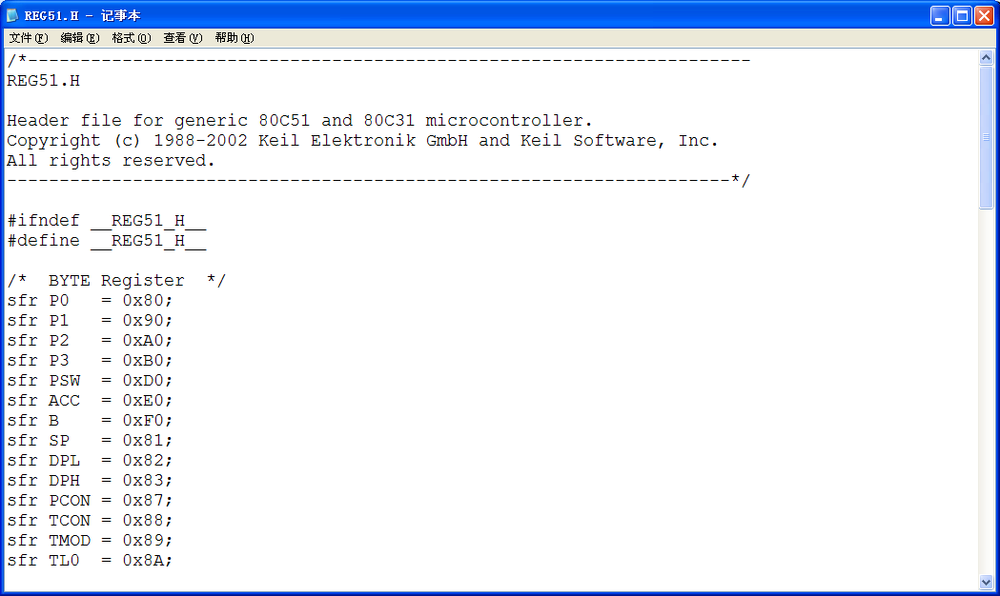 REG51.H - 记事本
文件(F) 编辑(E) 格式(O) 查看(V) 帮助(H)
/*---------------------------------------------------------------------
REG51.H
Header file for generic 80C51 and 80C31 microcontroller.
Copyright (c) 1988-2002 Keil Elektronik GmbH and Keil Software, Inc.
All rights reserved.
---------------------------------------------------------------------*/
#ifndef __REG51_H__
#define __REG51_H__
/*  BYTE Register  */
sfr P0   = 0x80;
sfr P1   = 0x90;
sfr P2   = 0xA0;
sfr P3   = 0xB0;
sfr PSW  = 0xD0;
sfr ACC  = 0xE0;
sfr B    = 0xF0;
sfr SP   = 0x81;
sfr DPL  = 0x82;
sfr DPH  = 0x83;
sfr PCON = 0x87;
sfr TCON = 0x88;
sfr TMOD = 0x89;
sfr TL0  = 0x8A;